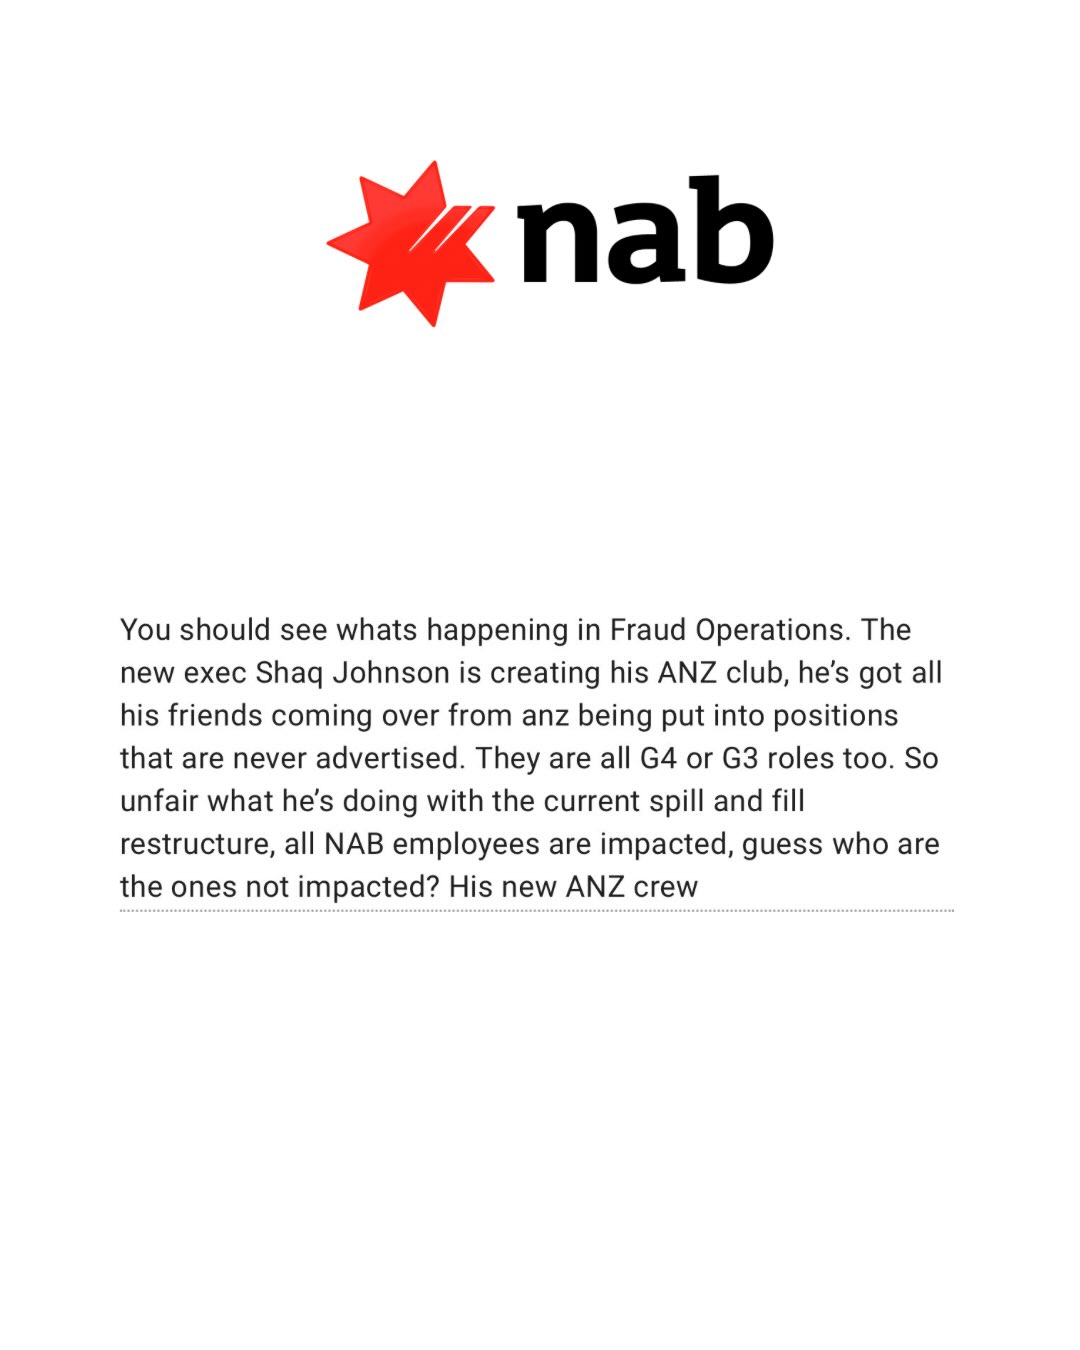 nab
You should see whats happening in Fraud Operations. The
new exec Shaq Johnson is creating his ANZ club, he’s got all
his friends coming over from anz being put into positions
that are never advertised. They are all G4 or G3 roles too. So
unfair what he’s doing with the current spill and fill
restructure, all NAB employees are impacted, guess who are
the ones not impacted? His new ANZ crew